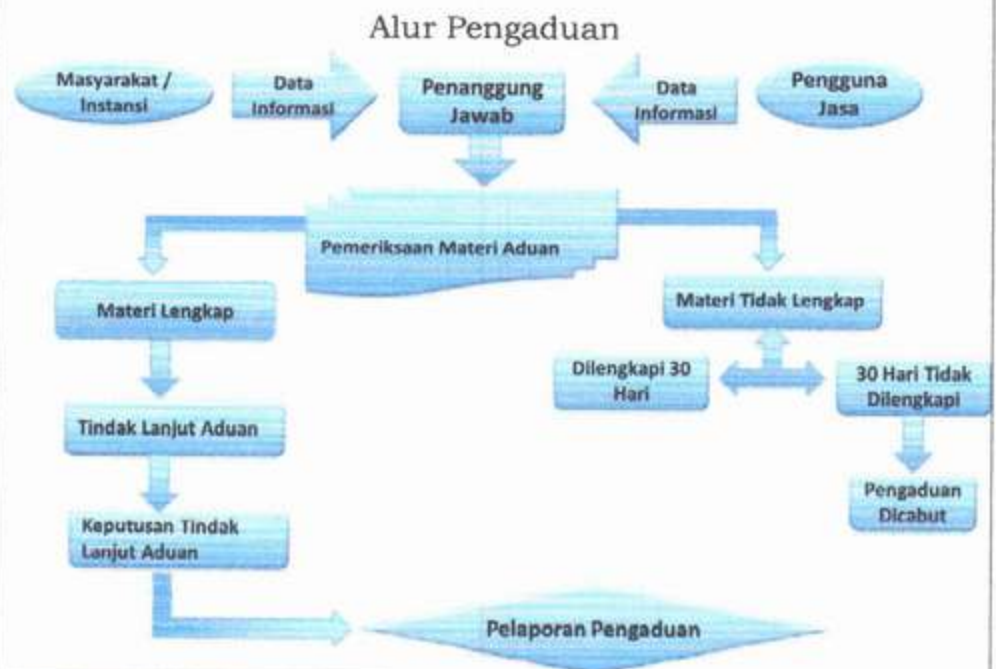 Alur Pengaduan
Masyarakat /
Instansi
Data
Informasi
Penanggung
Jawab
Data
Informasi
Pengguna
Jasa
Pemeriksaan Materi Aduan
Materi Lengkap
Materi Tidak Lengkap
Dilengkapi 30
Hari
30 Hari Tidak
Dilengkapi
Tindak Lanjut Aduan
Pengaduan
Dicabut
Keputusan Tindak
Lanjut Aduan
Pelaporan Pengaduan